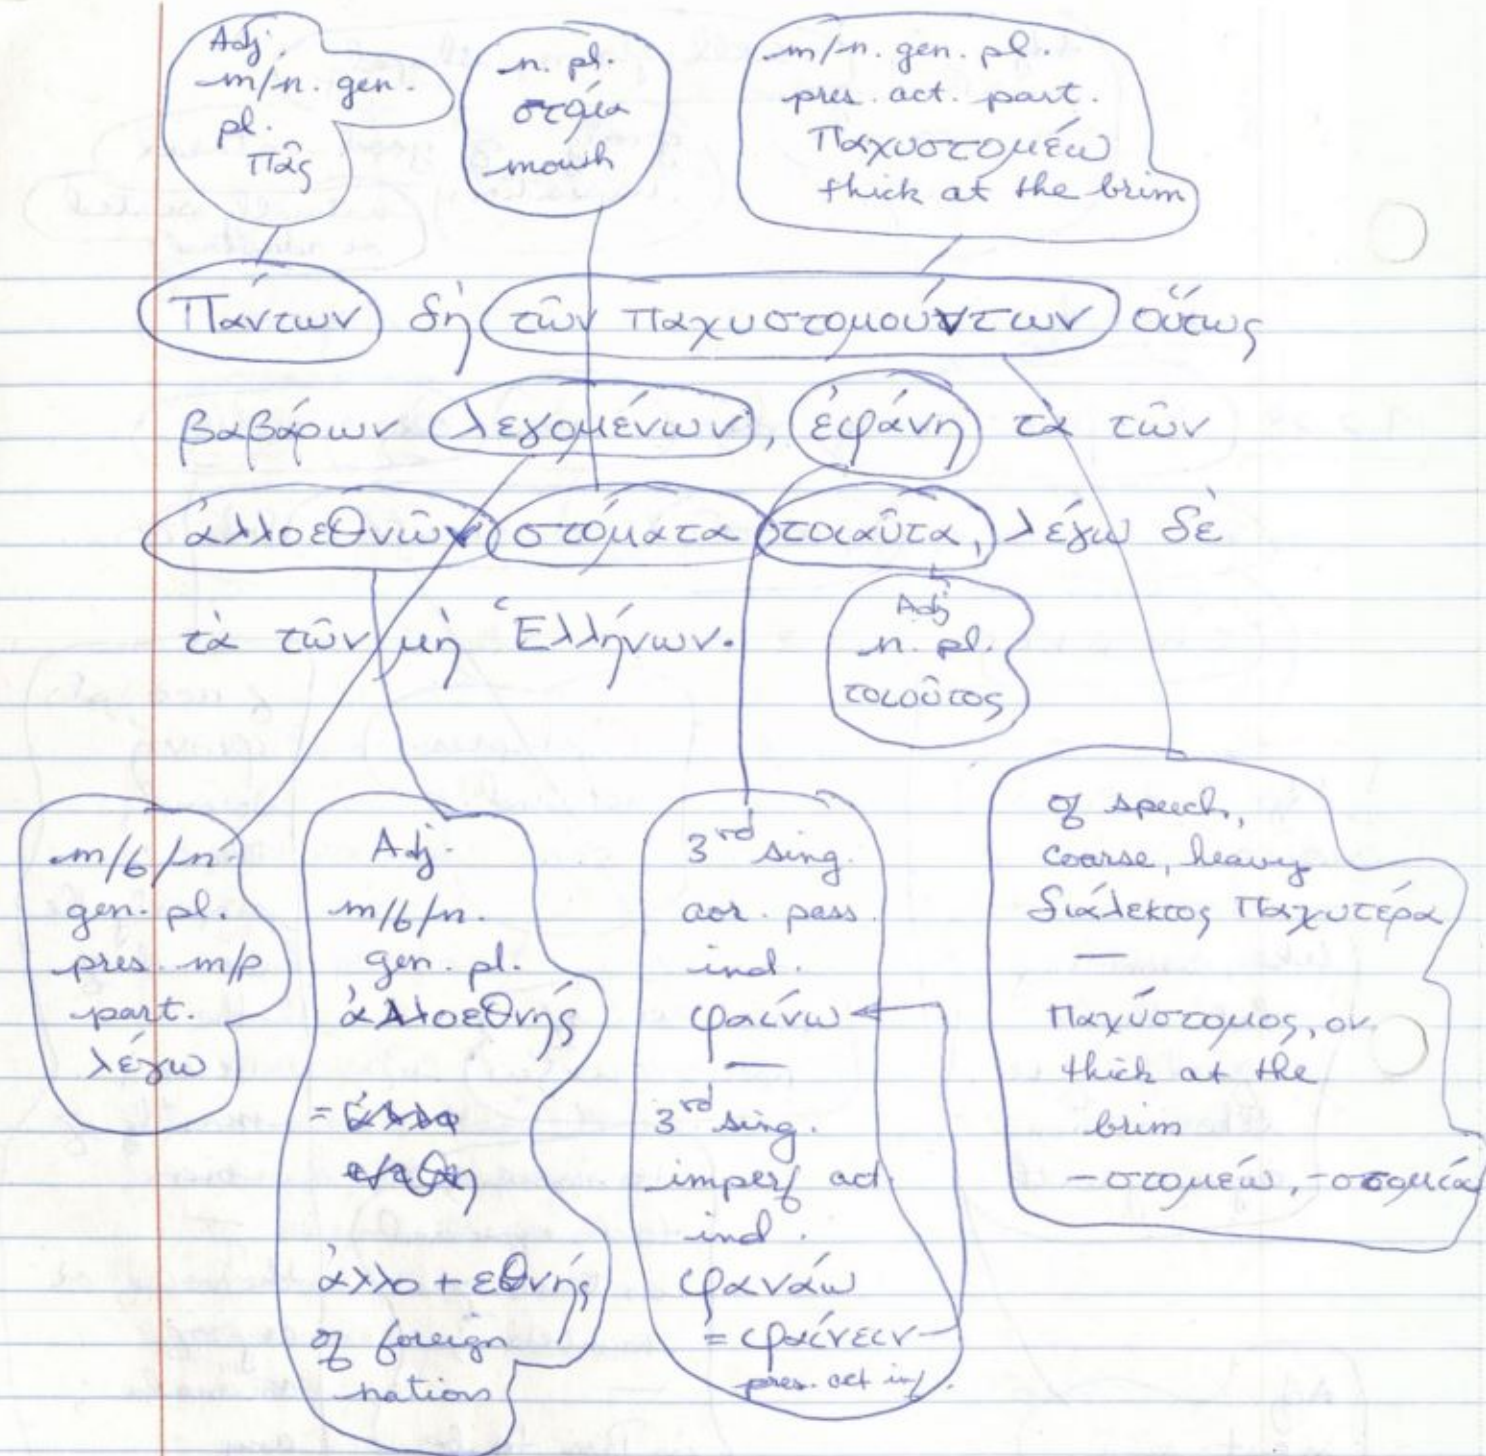 Adj.
m/n. gen.
pl.
πᾶς
n. pl.
στόμα
mouth
m/n. gen. pl.
pres. act. part.
παχυστομέω
thick at the brim
Πάντων δὴ τῶν παχυστομούντων οὕτως
βαβάρων λεγομένων, ἐφάνη τὰ τῶν
ἀλλοεθνῶν στόματα τοιαῦτα, λέγω δὲ
τὰ τῶν μὴ Ἑλλήνων.
Adj
n. pl.
τοιοῦτος
m/f/n.
gen. pl.
pres. m/p
part.
λέγω
Adj.
m/f/n.
gen. pl.
ἀλλοεθνής
=
ἀλλο + εθνής
of foreign
nations
3rd sing.
aor. pass.
ind.
φαίνω
—
3rd sing.
imperf act.
ind.
φανάω
= φαίνειν
pres. act inf.
of speech,
coarse, heavy
διάλεκτος παχυτέρα
—
παχύστομος, ον
thick at the
brim
-στομέω, -στομία